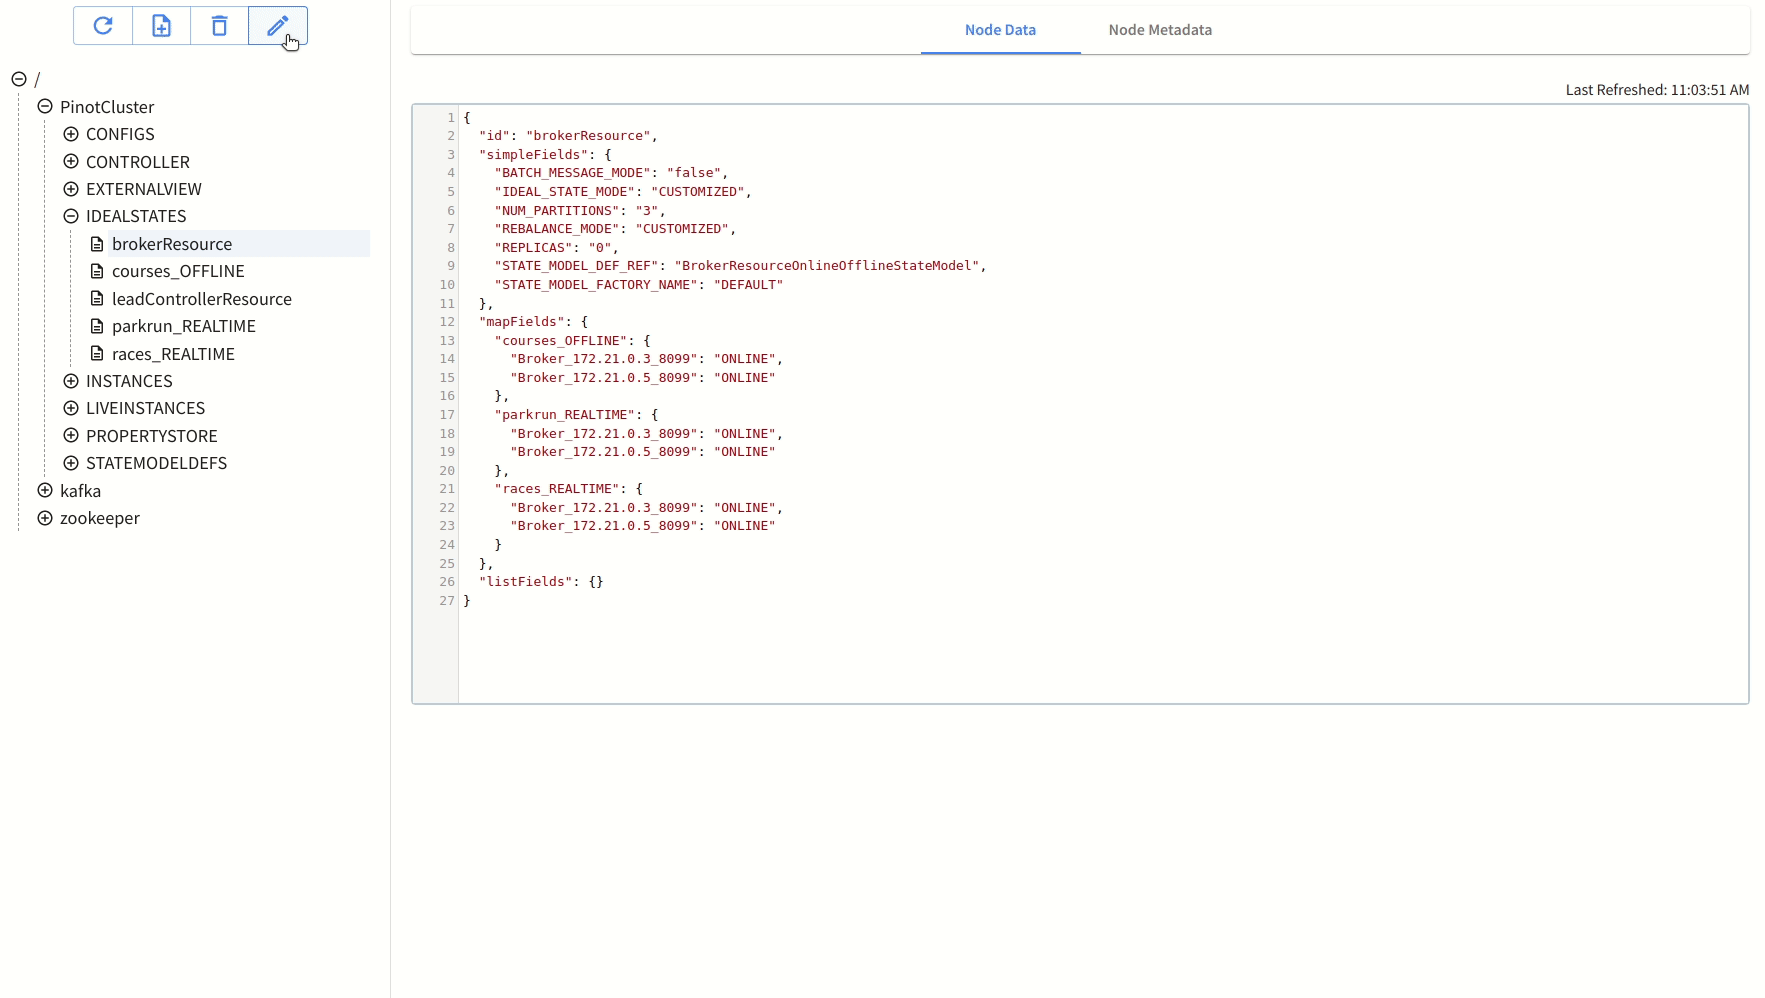 /
PinotCluster
CONFIGS
CONTROLLER
EXTERNALVIEW
IDEALSTATES
brokerResource
courses_OFFLINE
leadControllerResource
parkrun_REALTIME
races_REALTIME
INSTANCES
LIVEINSTANCES
PROPERTYSTORE
STATEMODELDEFS
kafka
zookeeper
Node Data Node Metadata
Last Refreshed: 11:03:51 AM
1 {
2   "id": "brokerResource",
3   "simpleFields": {
4     "BATCH_MESSAGE_MODE": "false",
5     "IDEAL_STATE_MODE": "CUSTOMIZED",
6     "NUM_PARTITIONS": "3",
7     "REBALANCE_MODE": "CUSTOMIZED",
8     "REPLICAS": "0",
9     "STATE_MODEL_DEF_REF": "BrokerResourceOnlineOfflineStateModel",
10     "STATE_MODEL_FACTORY_NAME": "DEFAULT"
11   },
12   "mapFields": {
13     "courses_OFFLINE": {
14       "Broker_172.21.0.3_8099": "ONLINE",
15       "Broker_172.21.0.5_8099": "ONLINE"
16     },
17     "parkrun_REALTIME": {
18       "Broker_172.21.0.3_8099": "ONLINE",
19       "Broker_172.21.0.5_8099": "ONLINE"
20     },
21     "races_REALTIME": {
22       "Broker_172.21.0.3_8099": "ONLINE",
23       "Broker_172.21.0.5_8099": "ONLINE"
24     }
25   },
26   "listFields": {}
27 }